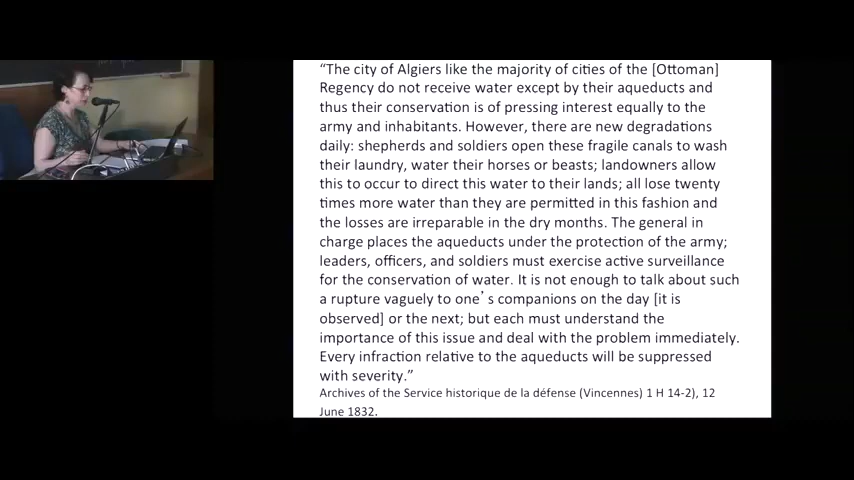 “The city of Algiers like the majority of cities of the [Ottoman]
Regency do not receive water except by their aqueducts and
thus their conservation is of pressing interest equally to the
army and inhabitants. However, there are new degradations
daily: shepherds and soldiers open these fragile canals to wash
their laundry, water their horses or beasts; landowners allow
this to occur to direct this water to their lands; all lose twenty
times more water than they are permitted in this fashion and
the losses are irreparable in the dry months. The general in
charge places the aqueducts under the protection of the army;
leaders, officers, and soldiers must exercise active surveillance
for the conservation of water. It is not enough to talk about such
a rupture vaguely to one’s companions on the day [it is
observed] or the next; but each must understand the
importance of this issue and deal with the problem immediately.
Every infraction relative to the aqueducts will be suppressed
with severity.”
Archives of the Service historique de la défense (Vincennes) 1 H 14-2), 12
June 1832.